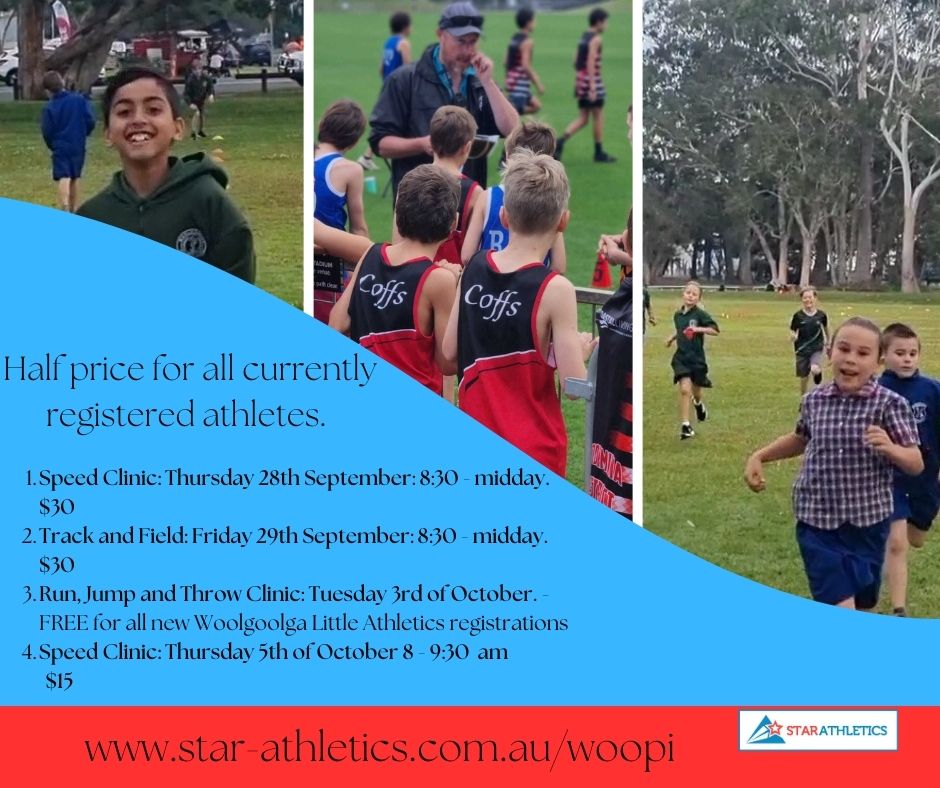 Coffs
Coffs
Half price for all currently
registered athletes.
1. Speed Clinic: Thursday 28th September: 8:30 - midday.
$30
2. Track and Field: Friday 29th September: 8:30 - midday.
$30
3. Run, Jump and Throw Clinic: Tuesday 3rd of October. -
FREE for all new Woolgoolga Little Athletics registrations
4. Speed Clinic: Thursday 5th of October 8 - 9:30 am
$15
www.star-athletics.com.au/woopi
STARATHLETICS